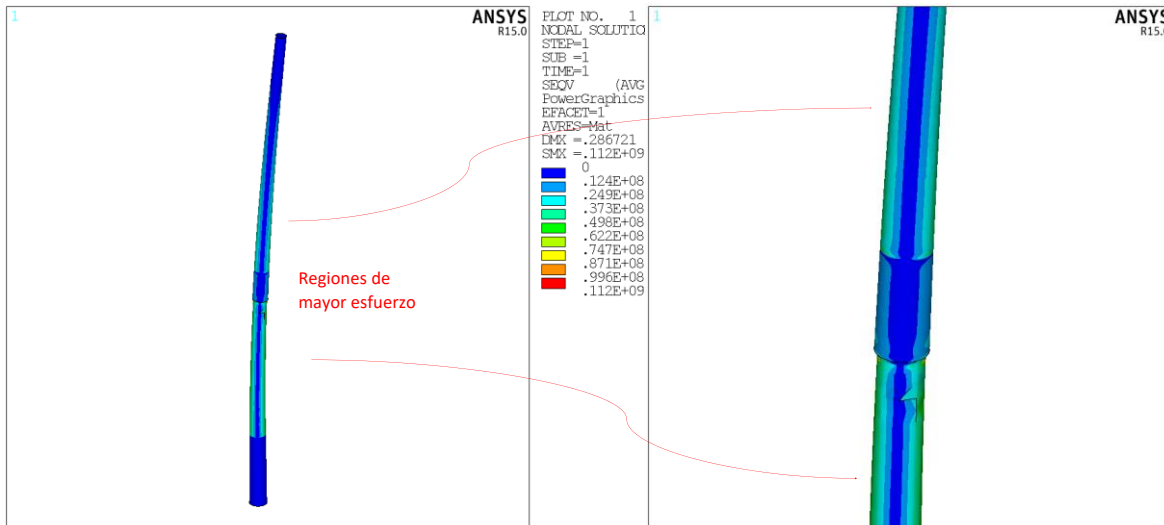 1
ANSYS
R15.0
Regiones de
mayor esfuerzo
PLOT NO. 1
NODAL SOLUTIO
STEP=1
SUB =1
TIME=1
SEQV (AVG
PowerGraphics
EFACET=1
AVRES=Mat
DMX =.286721
SMX =.112E+09
0
.124E+08
.249E+08
.373E+08
.498E+08
.622E+08
.747E+08
.871E+08
.996E+08
.112E+09
1
ANSYS
R15.0